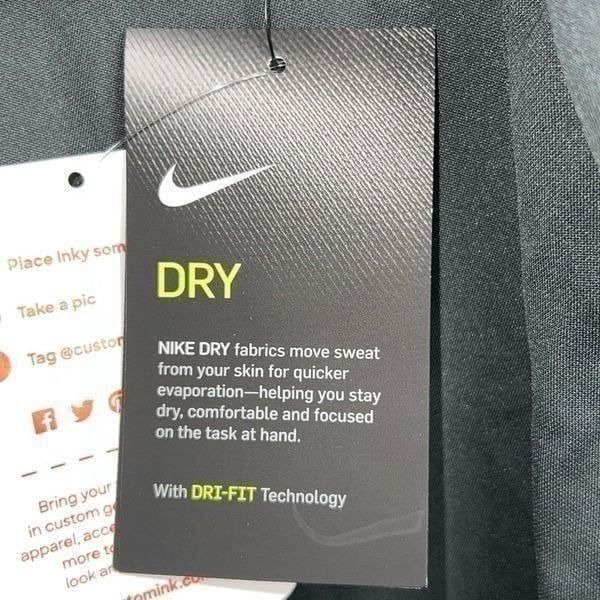 DRY
NIKE DRY fabrics move sweat
from your skin for quicker
evaporation—helping you stay
dry, comfortable and focused
on the task at hand.
With DRI-FIT Technology
Place Inky
Take a pic
Tag
Bring your
in custom
apparel,
more
look